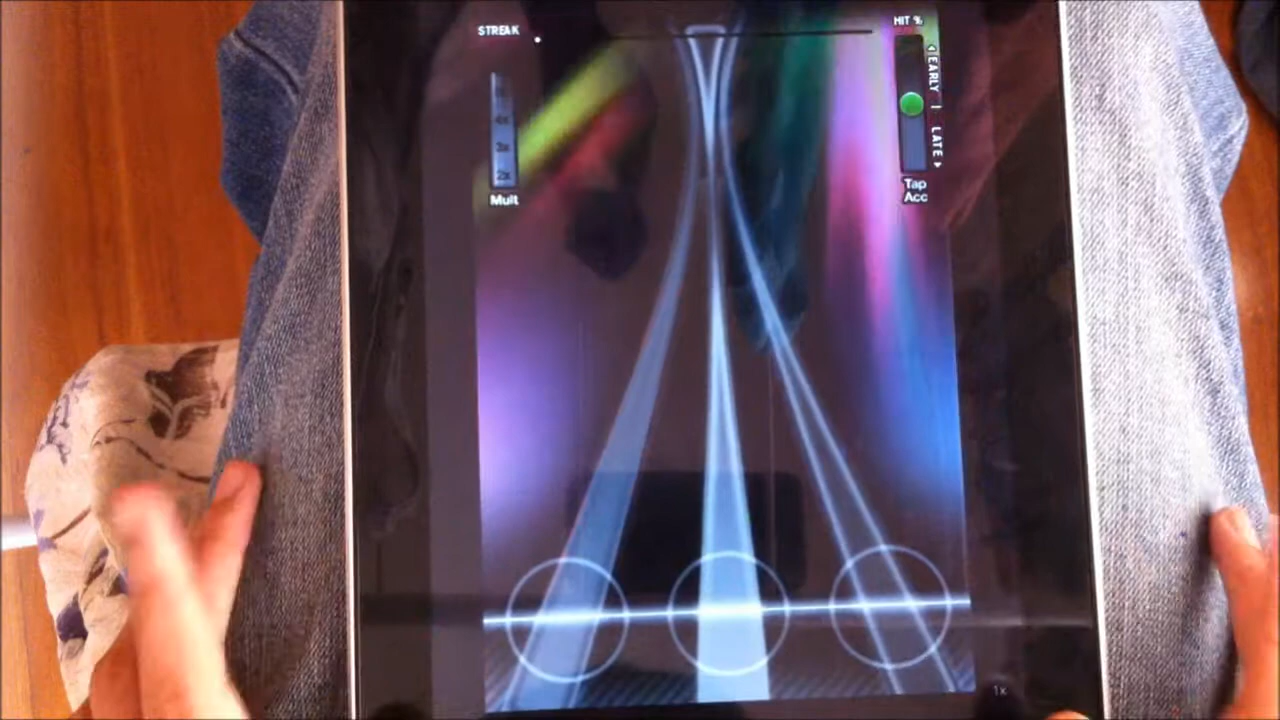 STREAK
HIT %
◁ EARLY | LATE ▷
4x
3x
2x
Mult
Tap
Acc
1x